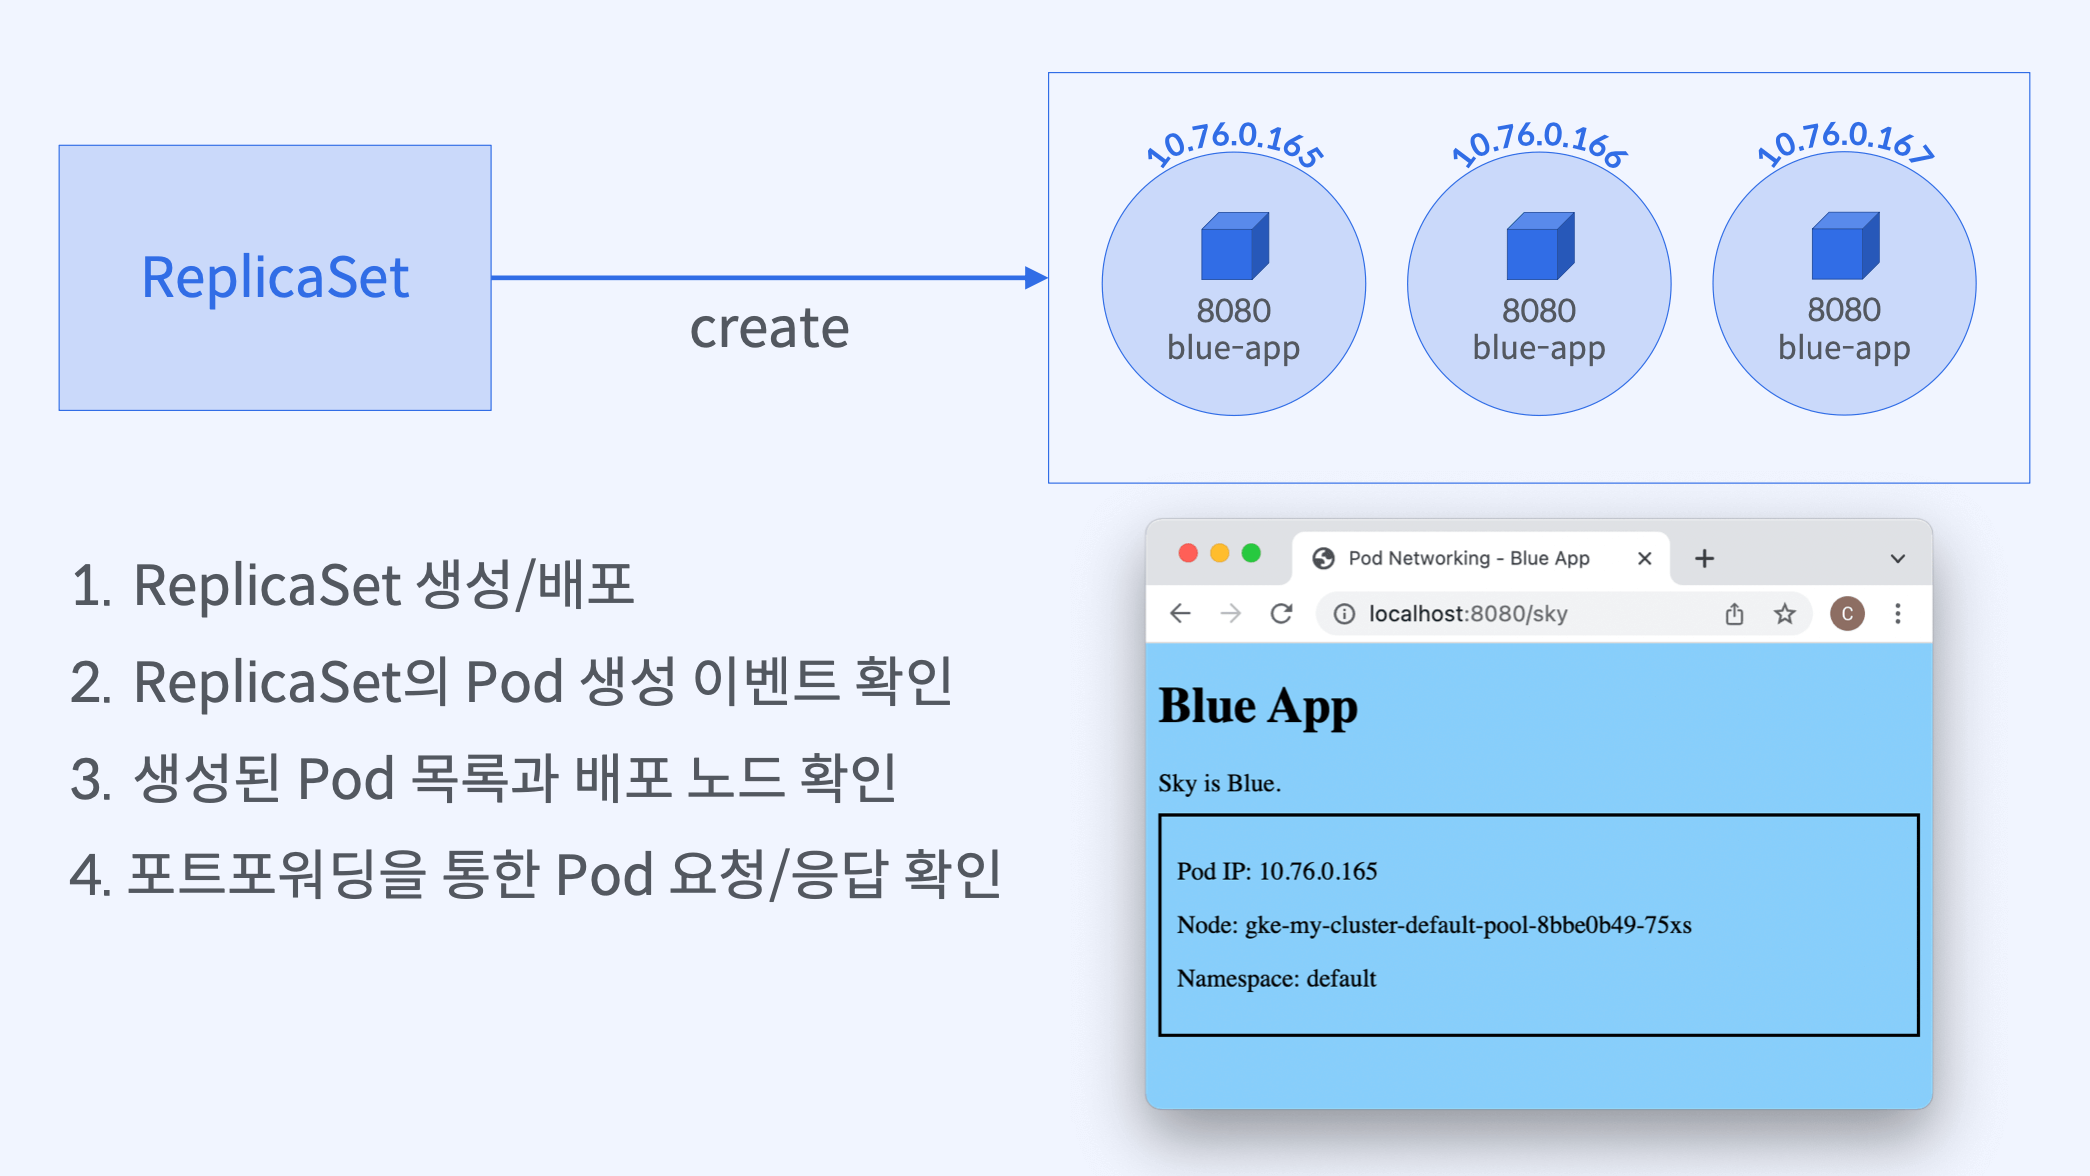 ReplicaSet
create
10.76.0.165
8080
blue-app
10.76.0.166
8080
blue-app
10.76.0.167
8080
blue-app
1. ReplicaSet 생성/배포
2. ReplicaSet의 Pod 생성 이벤트 확인
3. 생성된 Pod 목록과 배포 노드 확인
4. 포트포워딩을 통한 Pod 요청/응답 확인
Pod Networking - Blue App
localhost:8080/sky
C
Blue App
Sky is Blue.
Pod IP: 10.76.0.165
Node: gke-my-cluster-default-pool-8bbe0b49-75xs
Namespace: default